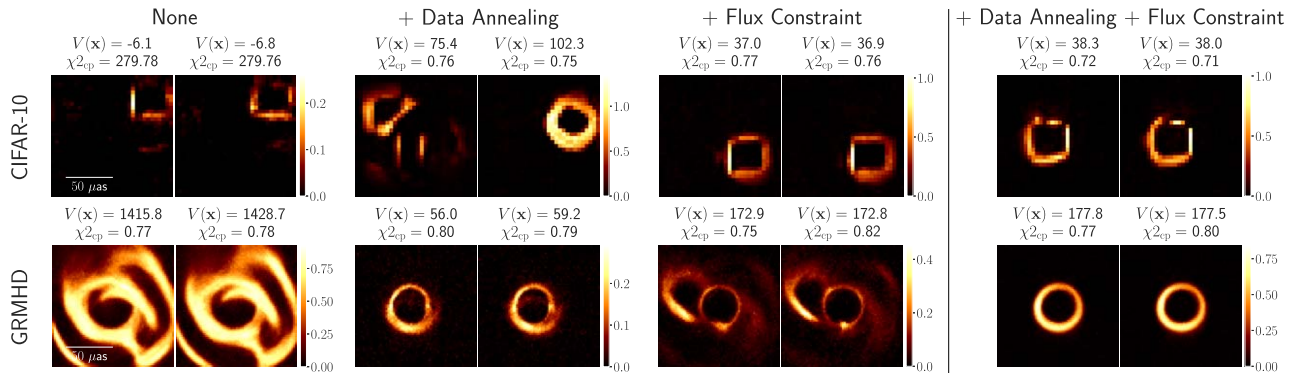 None
+ Data Annealing
+ Flux Constraint
+ Data Annealing + Flux Constraint
V(x) = -6.1
V(x) = -6.8
V(x) = 75.4
V(x) = 102.3
V(x) = 37.0
V(x) = 36.9
V(x) = 38.3
V(x) = 38.0
χ2cp = 279.78
χ2cp = 279.76
χ2cp = 0.76
χ2cp = 0.75
χ2cp = 0.77
χ2cp = 0.76
χ2cp = 0.72
χ2cp = 0.71
CIFAR-10
50 μas
0.2
0.1
0.0
1.0
0.5
0.0
1.0
0.5
0.0
1.0
0.5
0.0
V(x) = 1415.8
V(x) = 1428.7
V(x) = 56.0
V(x) = 59.2
V(x) = 172.9
V(x) = 172.8
V(x) = 177.8
V(x) = 177.5
χ2cp = 0.77
χ2cp = 0.78
χ2cp = 0.80
χ2cp = 0.79
χ2cp = 0.75
χ2cp = 0.82
χ2cp = 0.77
χ2cp = 0.80
GRMHD
50 μas
0.75
0.50
0.25
0.00
0.2
0.1
0.0
0.4
0.2
0.0
0.75
0.50
0.25
0.00